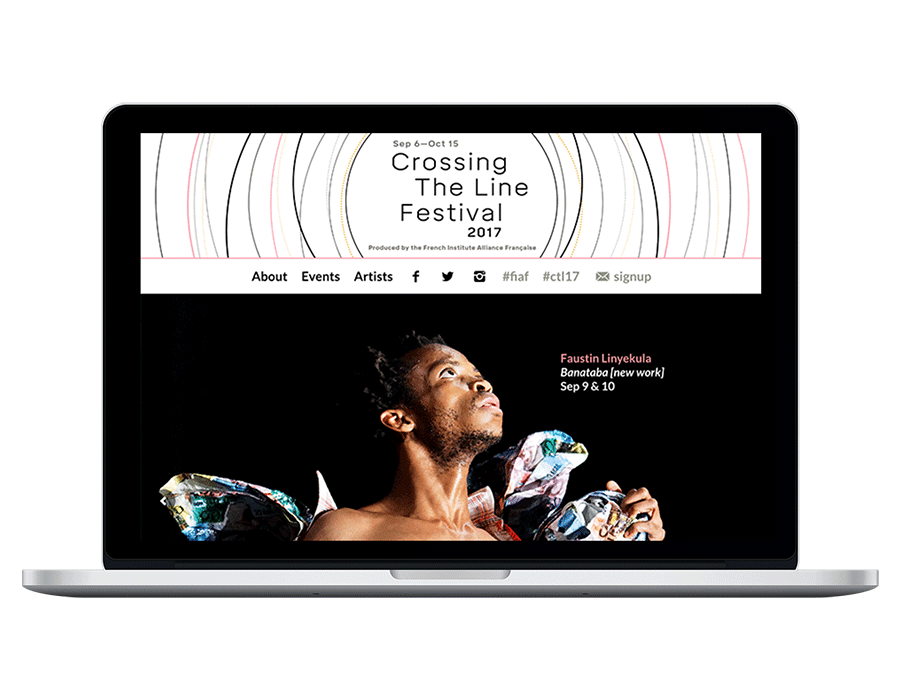 Sep 6—Oct 15
Crossing
The Line
Festival
2017
Produced by the French Institute Alliance Française
About Events Artists #fiaf #ctl17 signup
Faustin Linyekula
Banataba [new work]
Sep 9 & 10